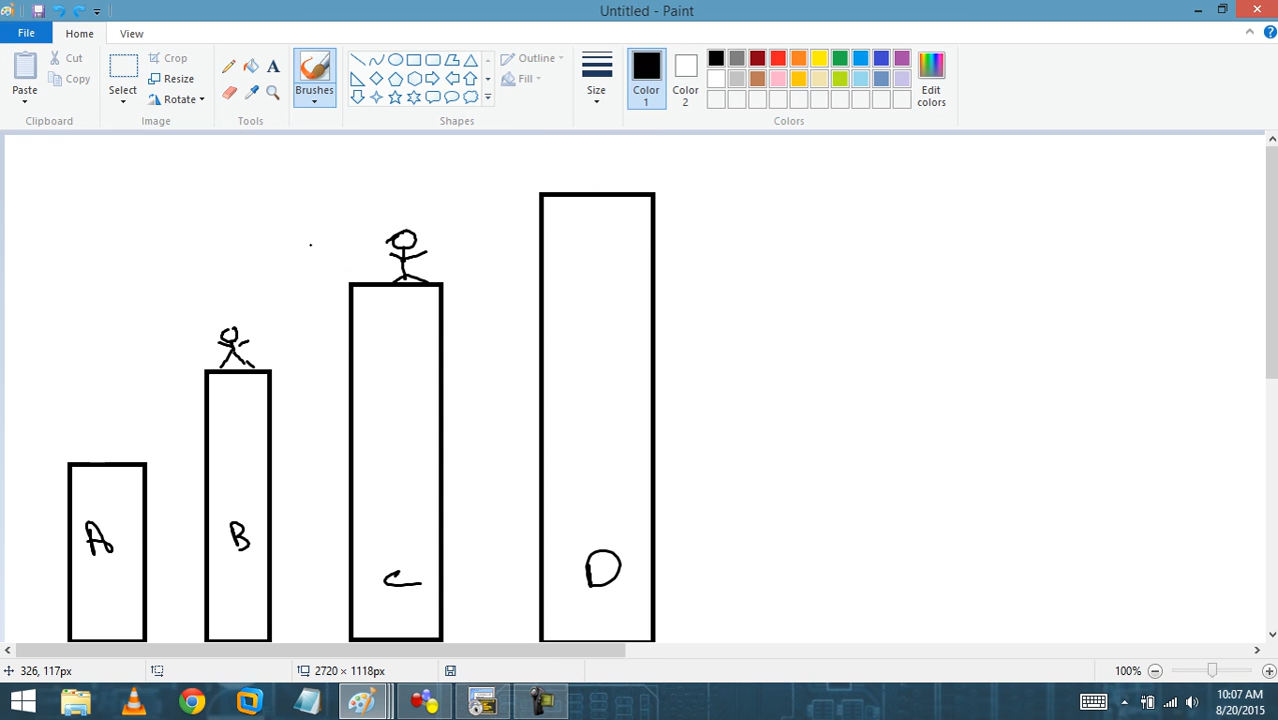 Untitled - Paint
File Home View
Paste
Cut
Copy
Clipboard
Select
Crop
Resize
Rotate
Image
A
Tools
Brushes
Shapes
Outline
Fill
Size
Color 1
Color 2
Colors
Edit colors
A
B
C
D
326, 117px
2720 × 1118px
100%
10:07 AM
8/20/2015